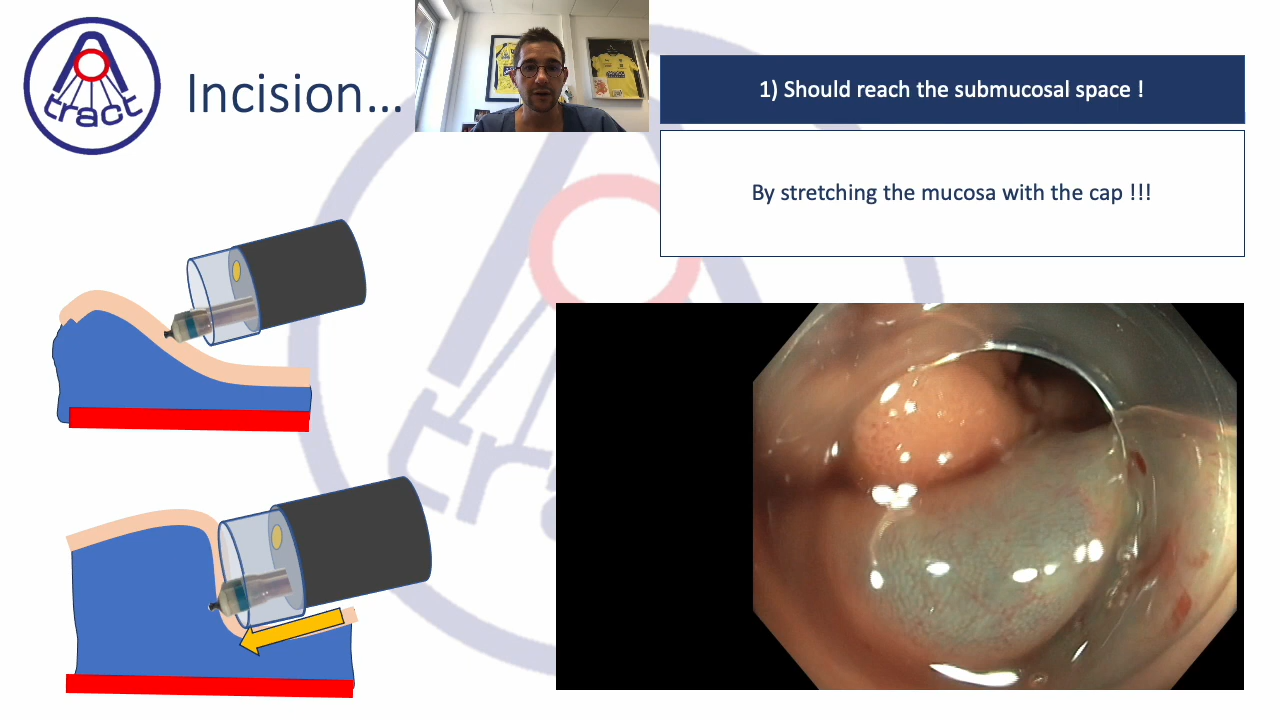 tract
Incision...
1) Should reach the submucosal space !
By stretching the mucosa with the cap !!!